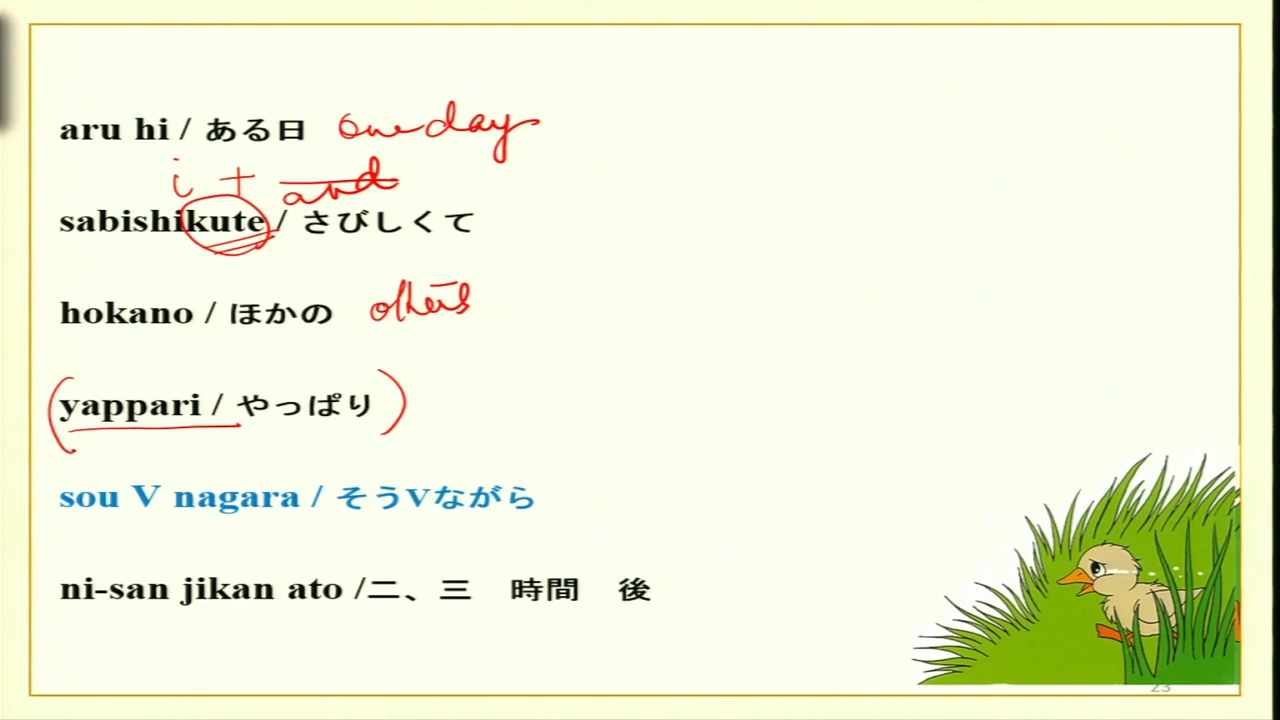 aru hi / ある日 one day
i + and
sabishikute / さびしくて
hokano / ほかの others
(yappari / やっぱり)
sou V nagara / そうVながら
ni-san jikan ato /二、三 時間 後
23